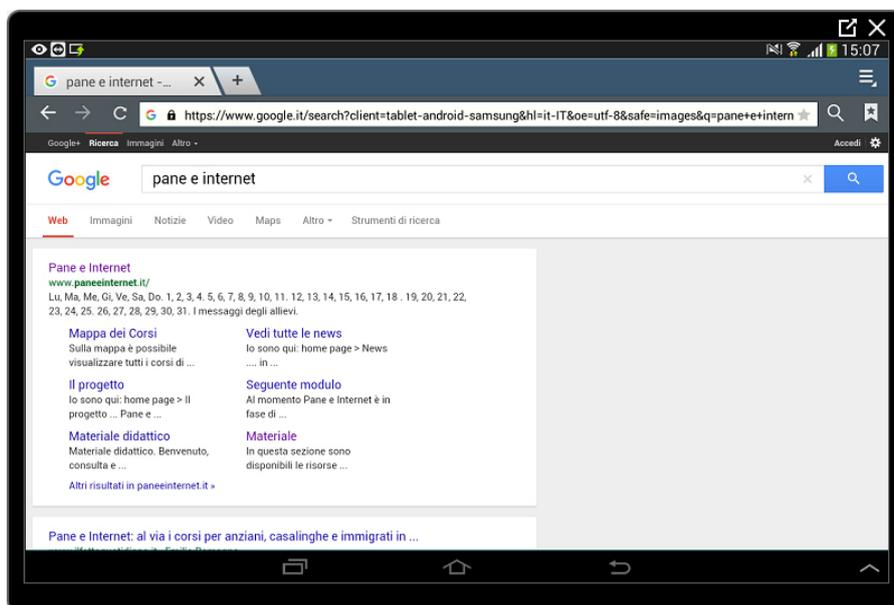 15:07
pane e internet -...
https://www.google.it/search?client=tablet-android-samsung&hl=it-IT&oe=utf-8&safe=images&q=pane+e+intern
Google+ Ricerca Immagini Altro Accedi
Google pane e internet
Web Immagini Notizie Video Maps Altro Strumenti di ricerca
Pane e Internet
www.paneeinternet.it/
Lu, Ma, Me, Gi, Ve, Sa, Do. 1, 2, 3, 4. 5, 6, 7, 8, 9, 10, 11. 12, 13, 14, 15, 16, 17, 18 . 19, 20, 21, 22,
23, 24, 25. 26, 27, 28, 29, 30, 31. I messaggi degli allievi.
Mappa dei Corsi
Sulla mappa è possibile
visualizzare tutti i corsi di ...
Vedi tutte le news
Io sono qui: home page > News
.... in ...
Il progetto
Io sono qui: home page > Il
progetto ... Pane e ...
Seguente modulo
Al momento Pane e Internet è in
fase di ...
Materiale didattico
Materiale didattico. Benvenuto,
consulta e ...
Materiale
In questa sezione sono
disponibili le risorse ...
Altri risultati in paneeinternet.it »
Pane e Internet: al via i corsi per anziani, casalinghe e immigrati in ...